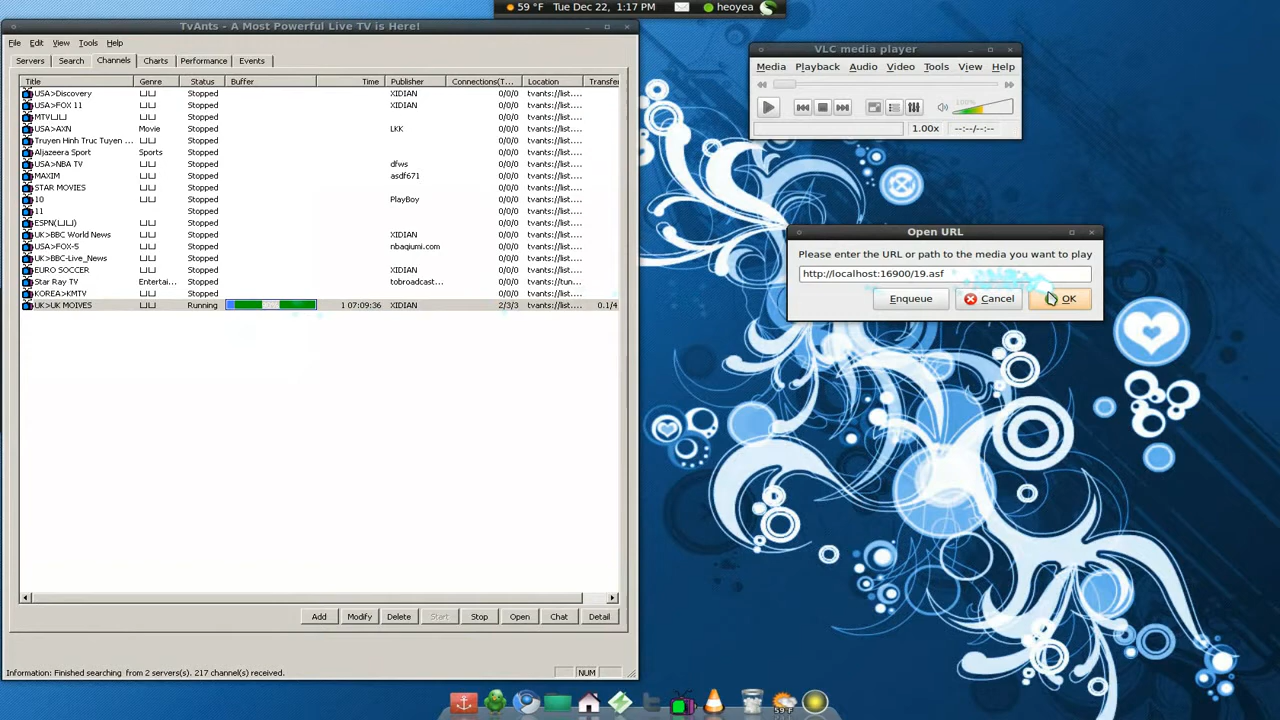 59 °F Tue Dec 22, 1:17 PM heoyea
TvAnts - A Most Powerful Live TV is Here!
File Edit View Tools Help
Servers Search Channels Charts Performance Events
Title Genre Status Buffer Time Publisher Connections(T... Location Transfer
USA>Discovery Stopped XIDIAN 0/0/0 tvants://list....
USA>FOX 11 Stopped XIDIAN 0/0/0 tvants://list....
MTV Stopped 0/0/0 tvants://list....
USA>AXN Movie Stopped LKK 0/0/0 tvants://list....
Truyen Hinh Truc Tuyen ... Stopped 0/0/0 tvants://list....
Aljazeera Sport Sports Stopped 0/0/0 tvants://list....
USA>NBA TV Stopped dfws 0/0/0 tvants://list....
MAXIM Stopped asdf671 0/0/0 tvants://list....
STAR MOVIES Stopped 0/0/0 tvants://list....
10 Stopped PlayBoy 0/0/0 tvants://list....
11 Stopped 0/0/0 tvants://list....
ESPN( ) Stopped 0/0/0 tvants://list....
UK>BBC World News Stopped XIDIAN 0/0/0 tvants://list....
USA>FOX-5 Stopped nbaqiumi.com 0/0/0 tvants://list....
UK>BBC-Live_News Stopped 0/0/0 tvants://list....
EURO SOCCER Stopped XIDIAN 0/0/0 tvants://list....
Star Ray TV Entertai... Stopped tobroadcast... 0/0/0 tvants://tun...
KOREA>KMTV Stopped 0/0/0 tvants://list....
UK>UK MOIVES Running 1 07:09:36 XIDIAN 2/3/3 tvants://list.... 0.1/4
Add Modify Delete Start Stop Open Chat Detail
Information: Finished searching from 2 servers(s). 217 channel(s) received. NUM
VLC media player
Media Playback Audio Video Tools View Help
100%
1.00x --:--/--:--
Open URL
Please enter the URL or path to the media you want to play
http://localhost:16900/19.asf
Enqueue Cancel OK
59°F